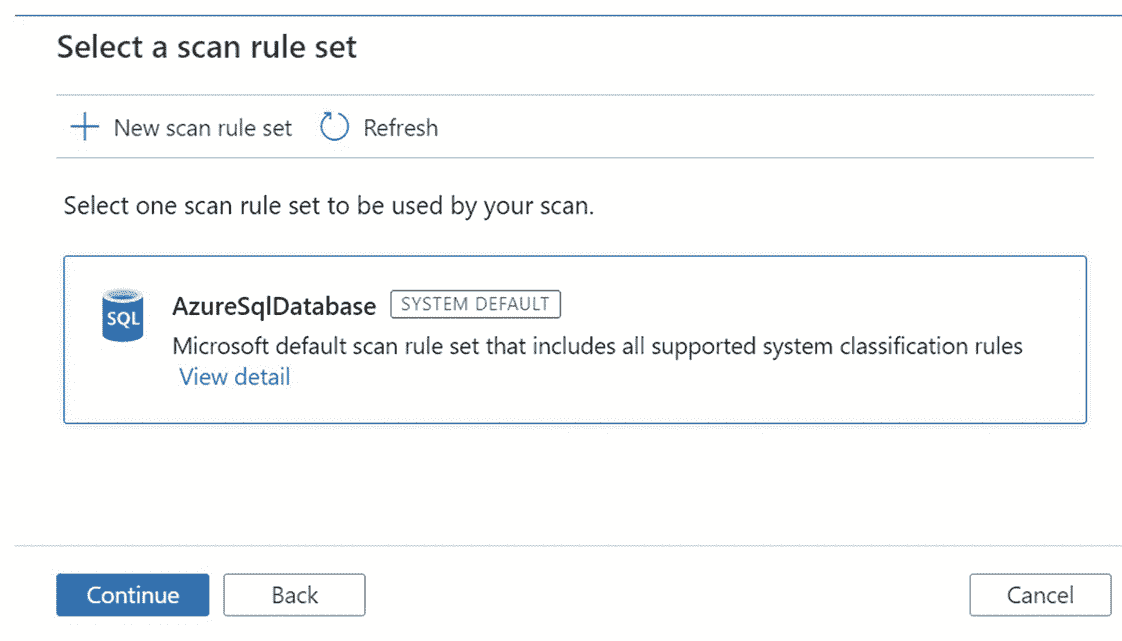 Select a scan rule set
New scan rule set Refresh
Select one scan rule set to be used by your scan.
SQL
AzureSqlDatabase SYSTEM DEFAULT
Microsoft default scan rule set that includes all supported system classification rules
View detail
Continue Back Cancel